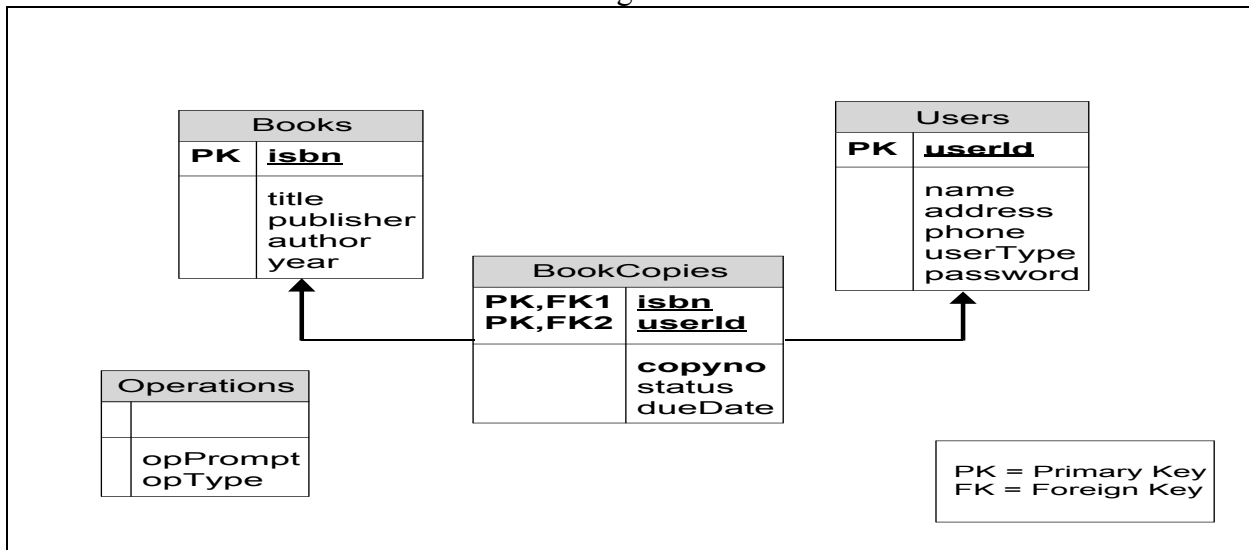 Books
PK isbn
title
publisher
author
year
Users
PK userId
name
address
phone
userType
password
BookCopies
PK,FK1 isbn
PK,FK2 userId
copyno
status
dueDate
Operations
opPrompt
opType
PK = Primary Key
FK = Foreign Key